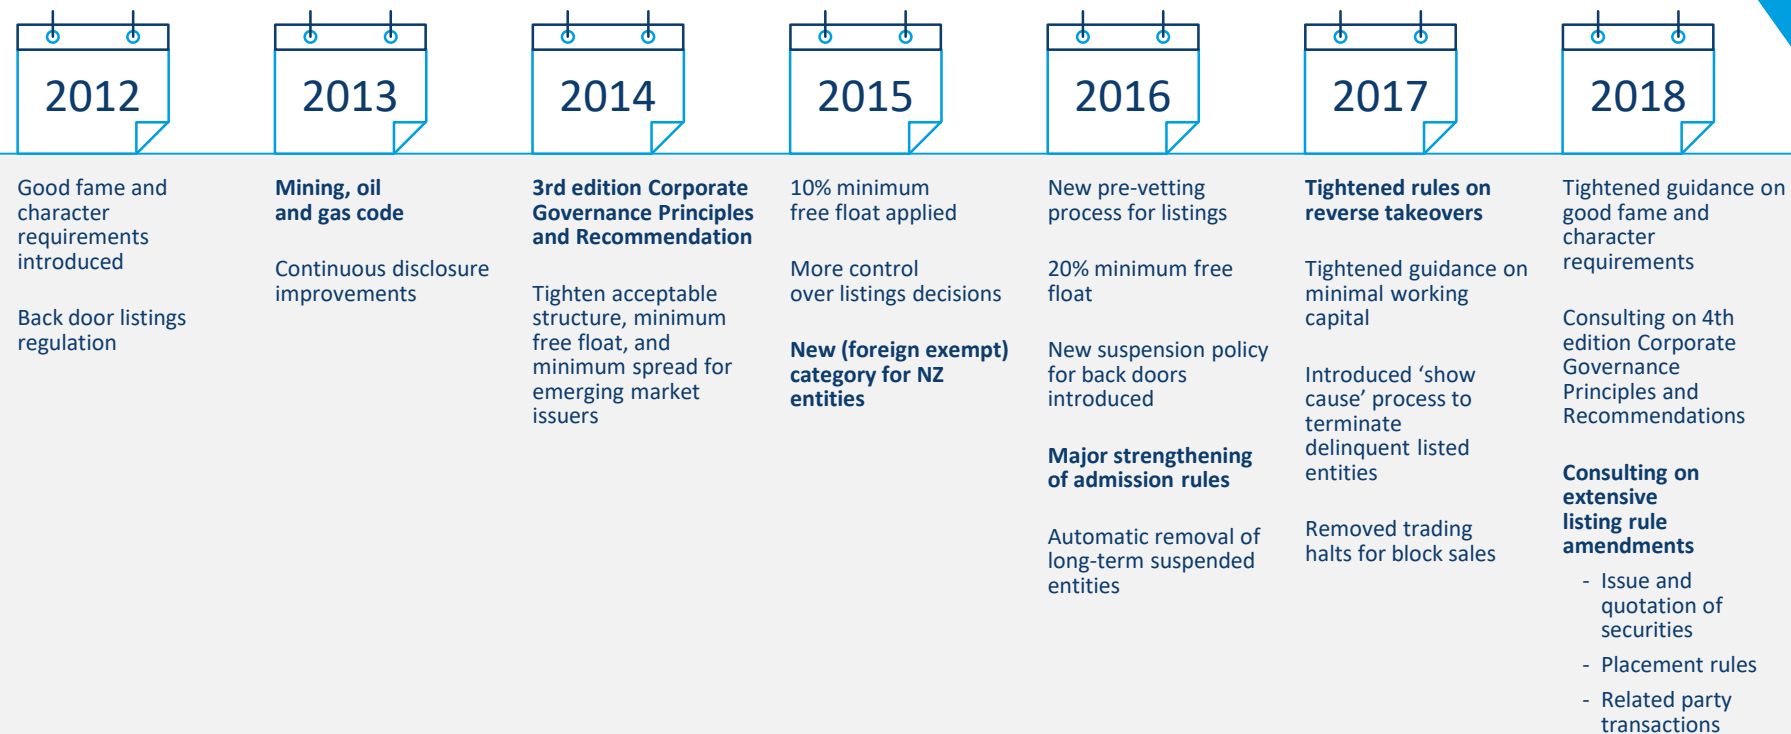 2012
Good fame and
character
requirements
introduced
Back door listings
regulation
2013
Mining, oil
and gas code
Continuous disclosure
improvements
2014
3rd edition Corporate
Governance Principles
and Recommendation
Tighten acceptable
structure, minimum
free float, and
minimum spread for
emerging market
issuers
2015
10% minimum
free float applied
More control
over listings decisions
New (foreign exempt)
category for NZ
entities
2016
New pre-vetting
process for listings
20% minimum free
float
New suspension policy
for back doors
introduced
Major strengthening
of admission rules
Automatic removal of
long-term suspended
entities
2017
Tightened rules on
reverse takeovers
Tightened guidance on
minimal working
capital
Introduced ‘show
cause’ process to
terminate
delinquent listed
entities
Removed trading
halts for block sales
2018
Tightened guidance on
good fame and
character
requirements
Consulting on 4th
edition Corporate
Governance
Principles and
Recommendations
Consulting on
extensive
listing rule
amendments
- Issue and
quotation of
securities
- Placement rules
- Related party
transactions